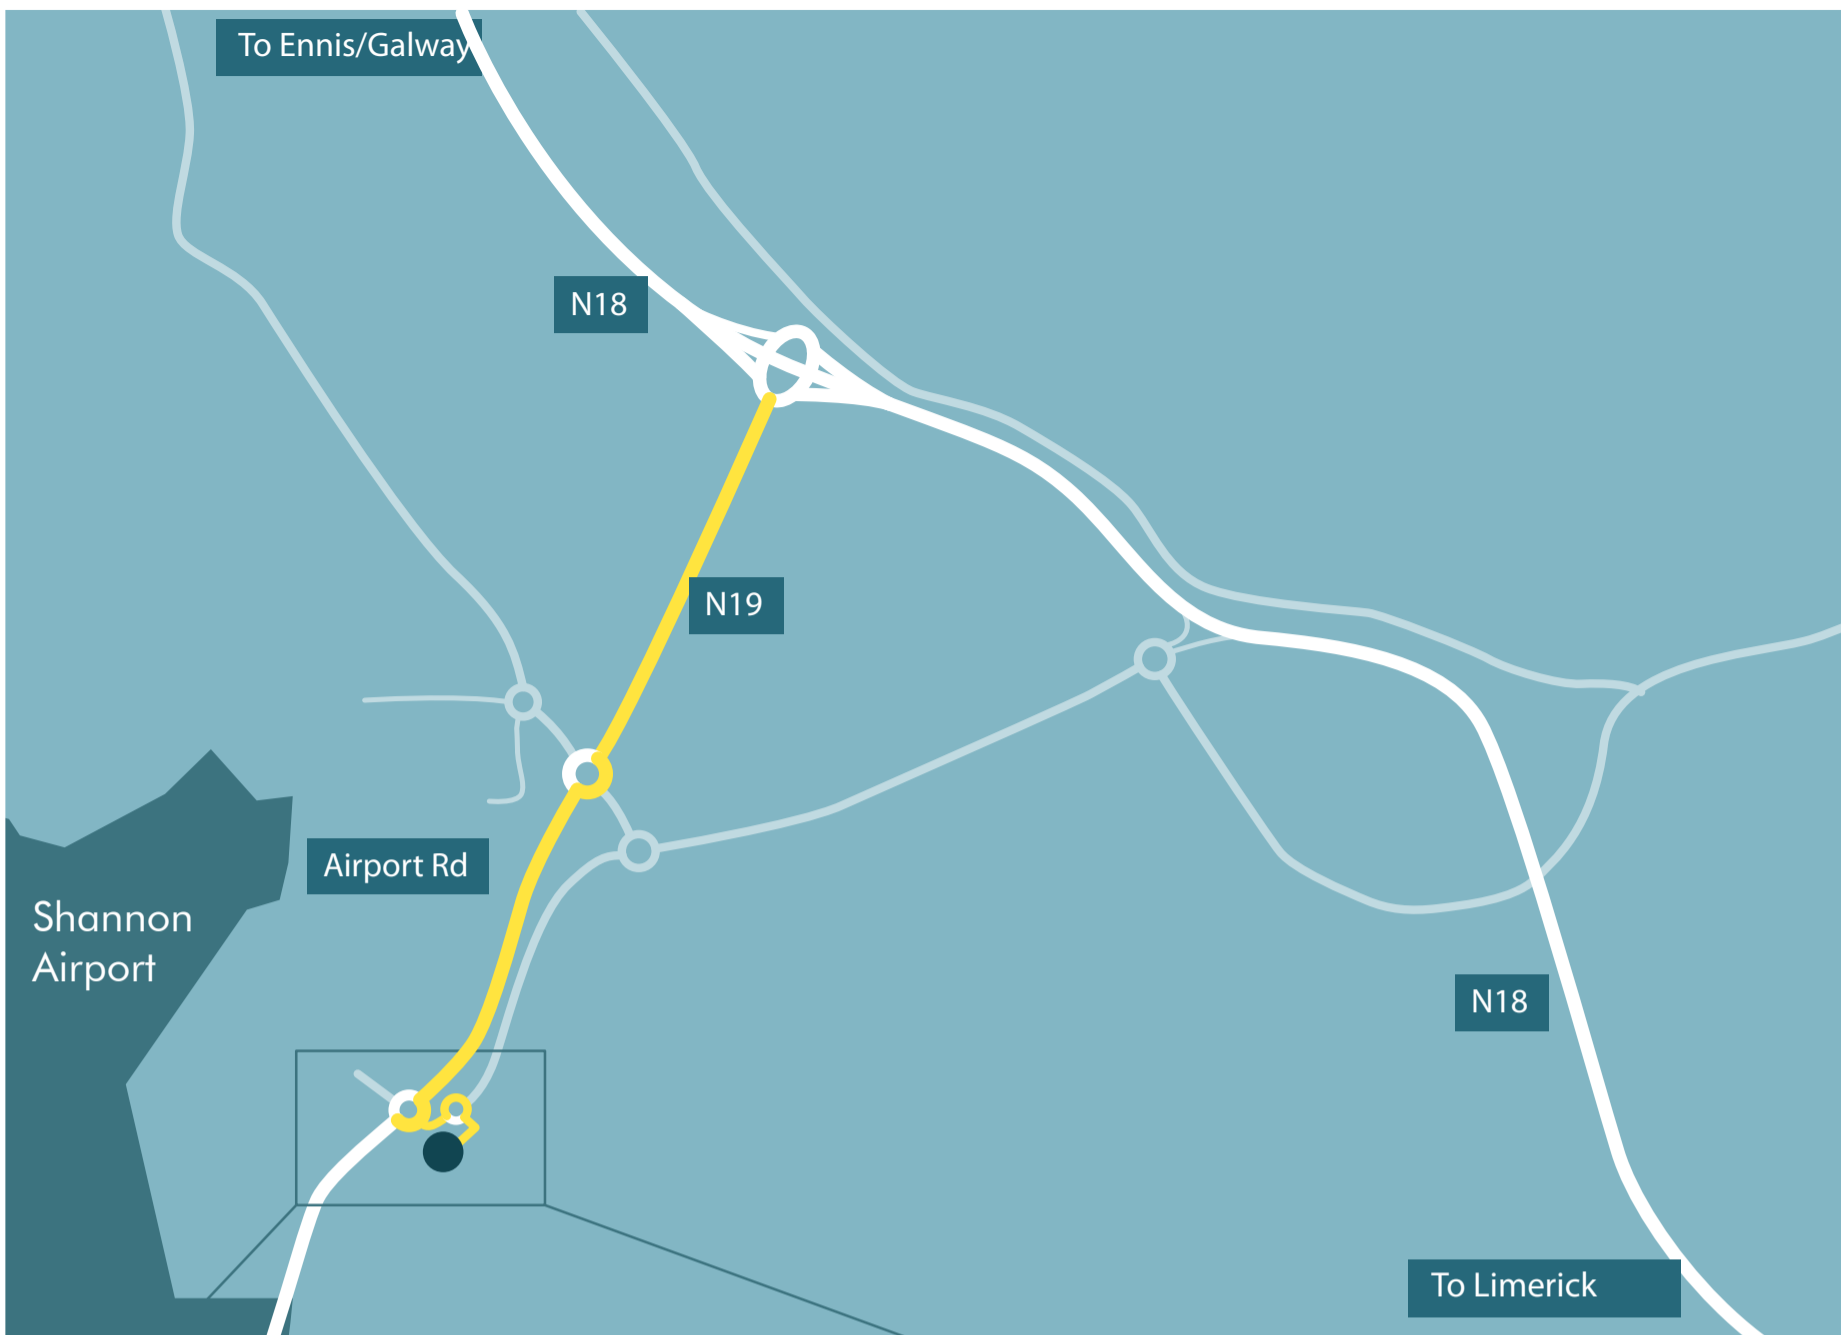 To Ennis/Galway
N18
N19
Airport Rd
Shannon
Airport
N18
To Limerick